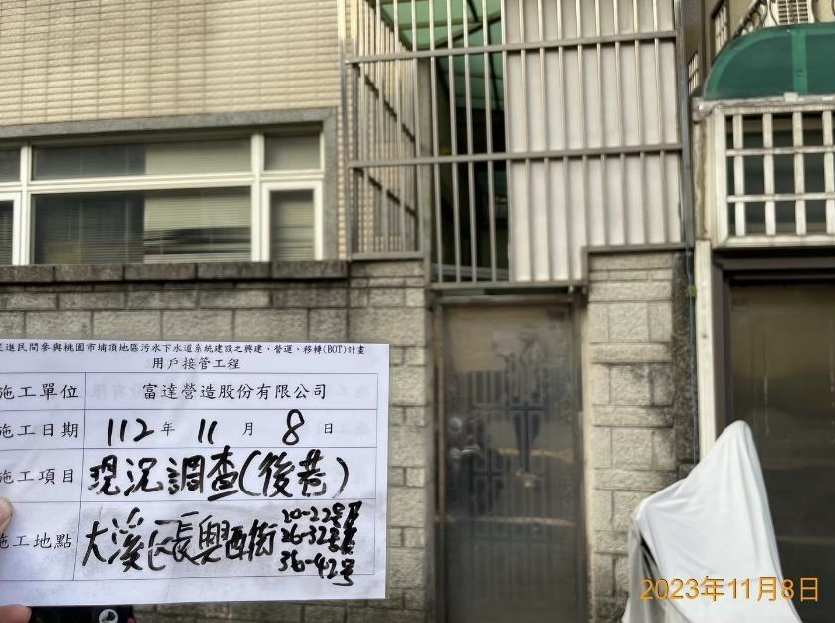 進民間參與桃園市埔頂地區污水下水道系統建設之興建、營運、移轉(BOT)計畫
用戶接管工程
施工單位 富達營造股份有限公司
施工日期 112年 11月 8日
施工項目 現況調查(後巷)
施工地點 大溪區長興西街
20-22號
26-32號
36-42號
2023年11月8日